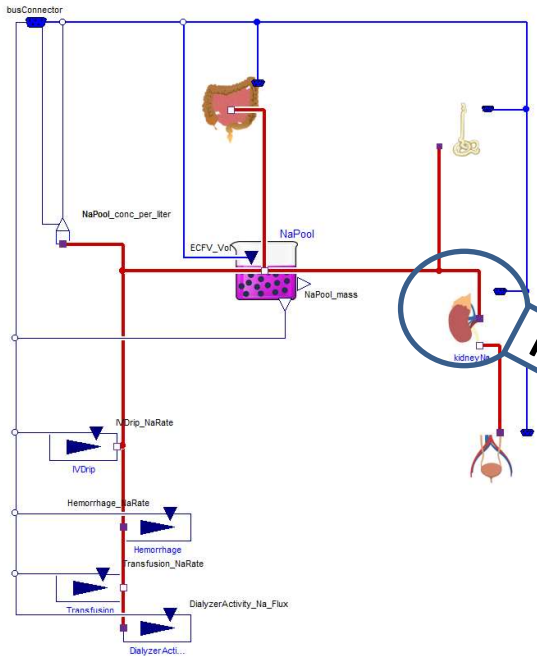 busConnector
NaPool_conc_per_liter
ECFV_Vol
NaPool
NaPool_mass
kidneyNa
IVDrip_NaRate
IVDrip
Hemorrhage_NaRate
Hemorrhage
Transfusion_NaRate
Transfusion
DialyzerActivity_Na_Flux
DialyzerActi...